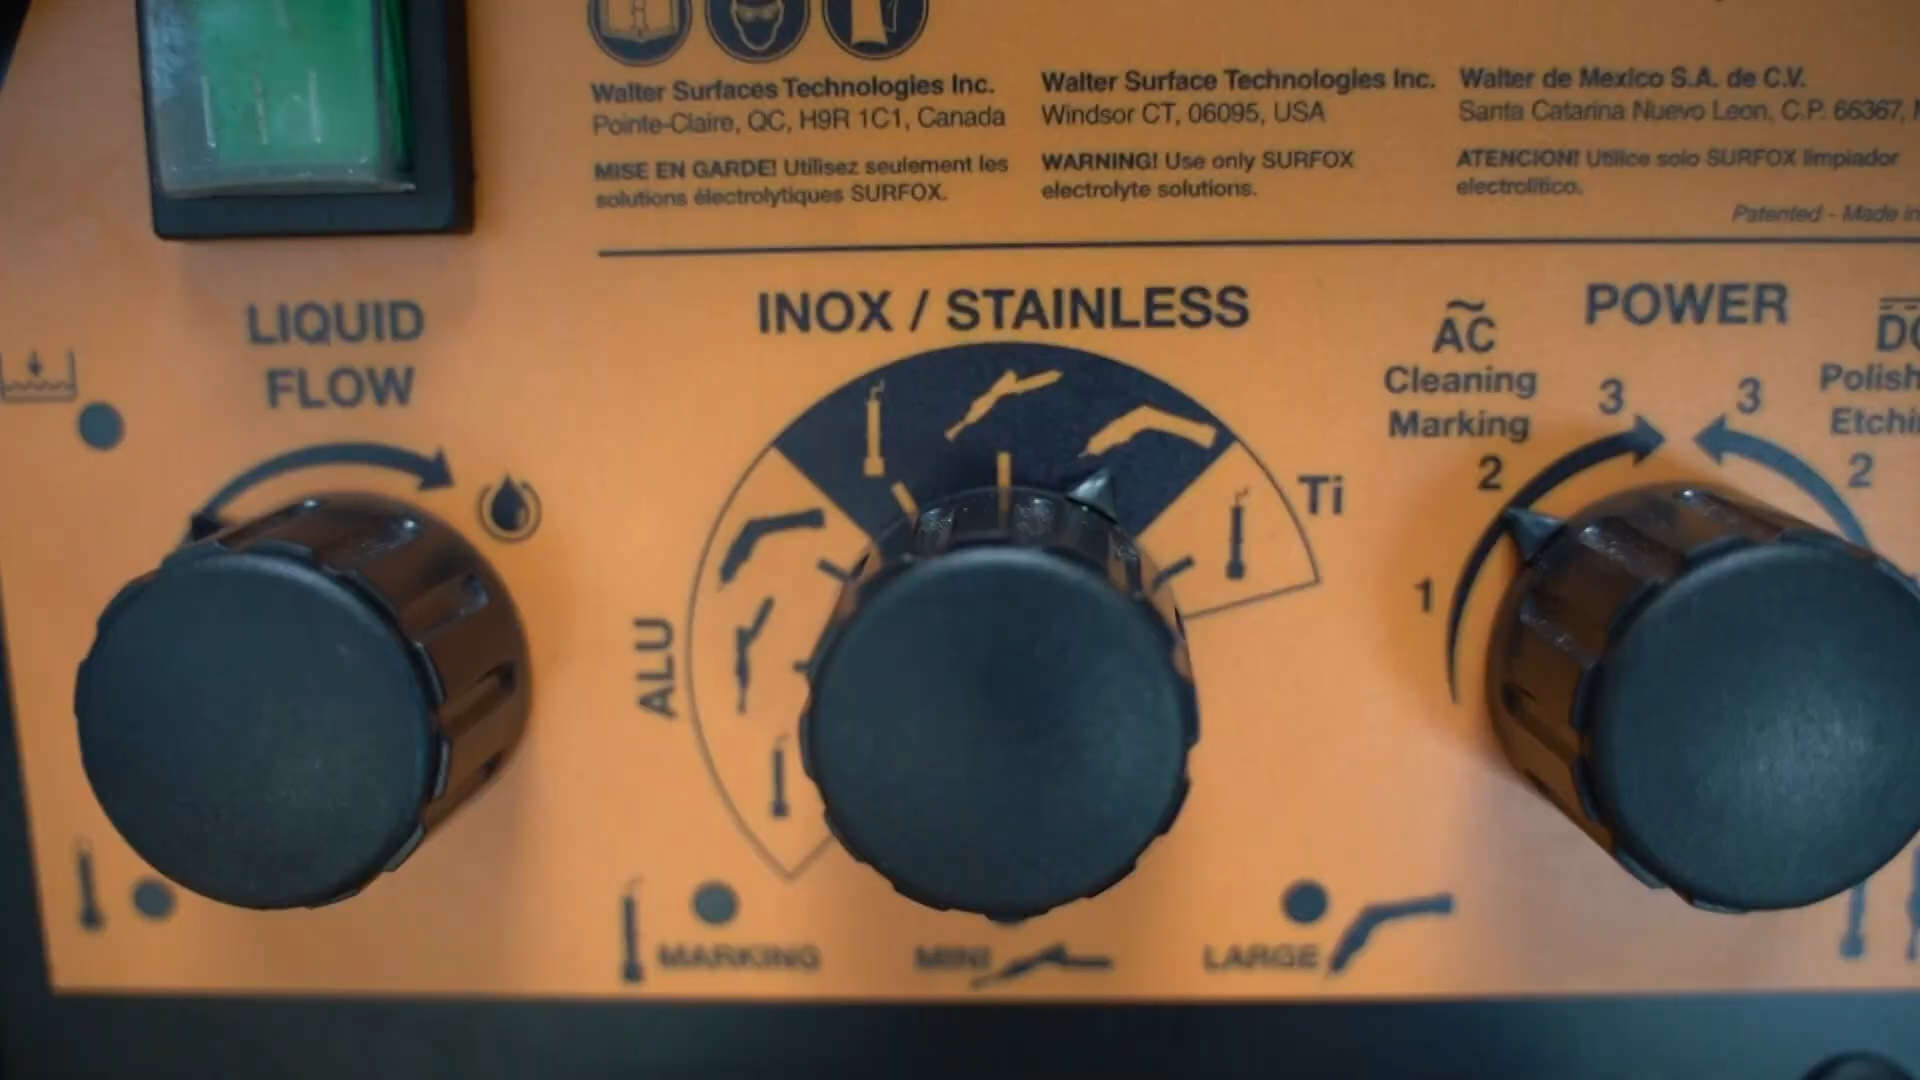 Walter Surfaces Technologies Inc.
Pointe-Claire, QC, H9R 1C1, Canada
MISE EN GARDE! Utilisez seulement les
solutions électrolytiques SURFOX.
Walter Surface Technologies Inc.
Windsor CT, 06095, USA
WARNING! Use only SURFOX
electrolyte solutions.
Walter de Mexico S.A. de C.V.
Santa Catarina Nuevo Leon, C.P. 66367,
ATENCION! Utilice solo SURFOX limpiador
electrolítico.
Patented - Made in
LIQUID
FLOW
INOX / STAINLESS
ALU
Ti
MARKING
MINI
LARGE
POWER
AC
Cleaning
Marking
1
2
3
3
2
DC
Polish
Etchi